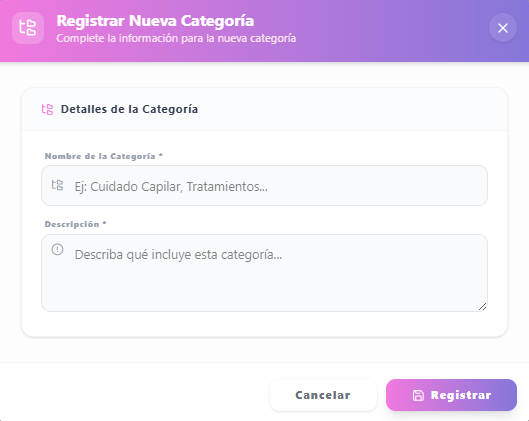 Registrar Nueva Categoría
Complete la información para la nueva categoría
Detalles de la Categoría
Nombre de la Categoría *
Ej: Cuidado Capilar, Tratamientos...
Descripción *
Describa qué incluye esta categoría...
Cancelar
Registrar